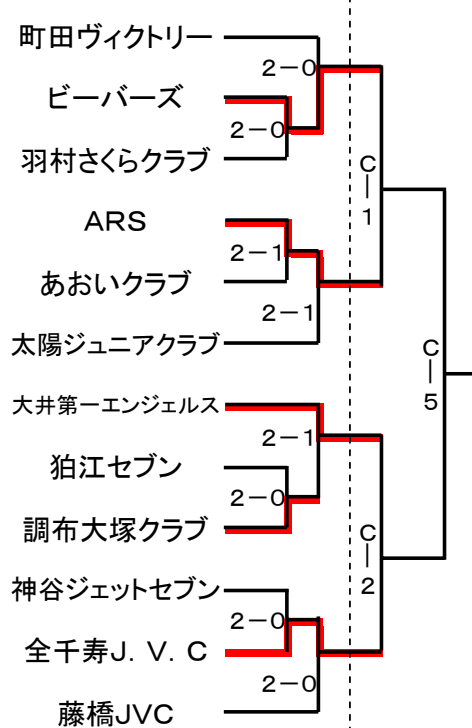 町田ヴィクトリー
2-0
ビーバーズ
2-0
羽村さくらクラブ
C-1
ARS
2-1
あおいクラブ
2-1
太陽ジュニアクラブ
C-5
大井第一エンジェルス
2-1
狛江セブン
2-0
調布大塚クラブ
C-2
神谷ジェットセブン
2-0
全千寿J.V.C
2-0
藤橋JVC